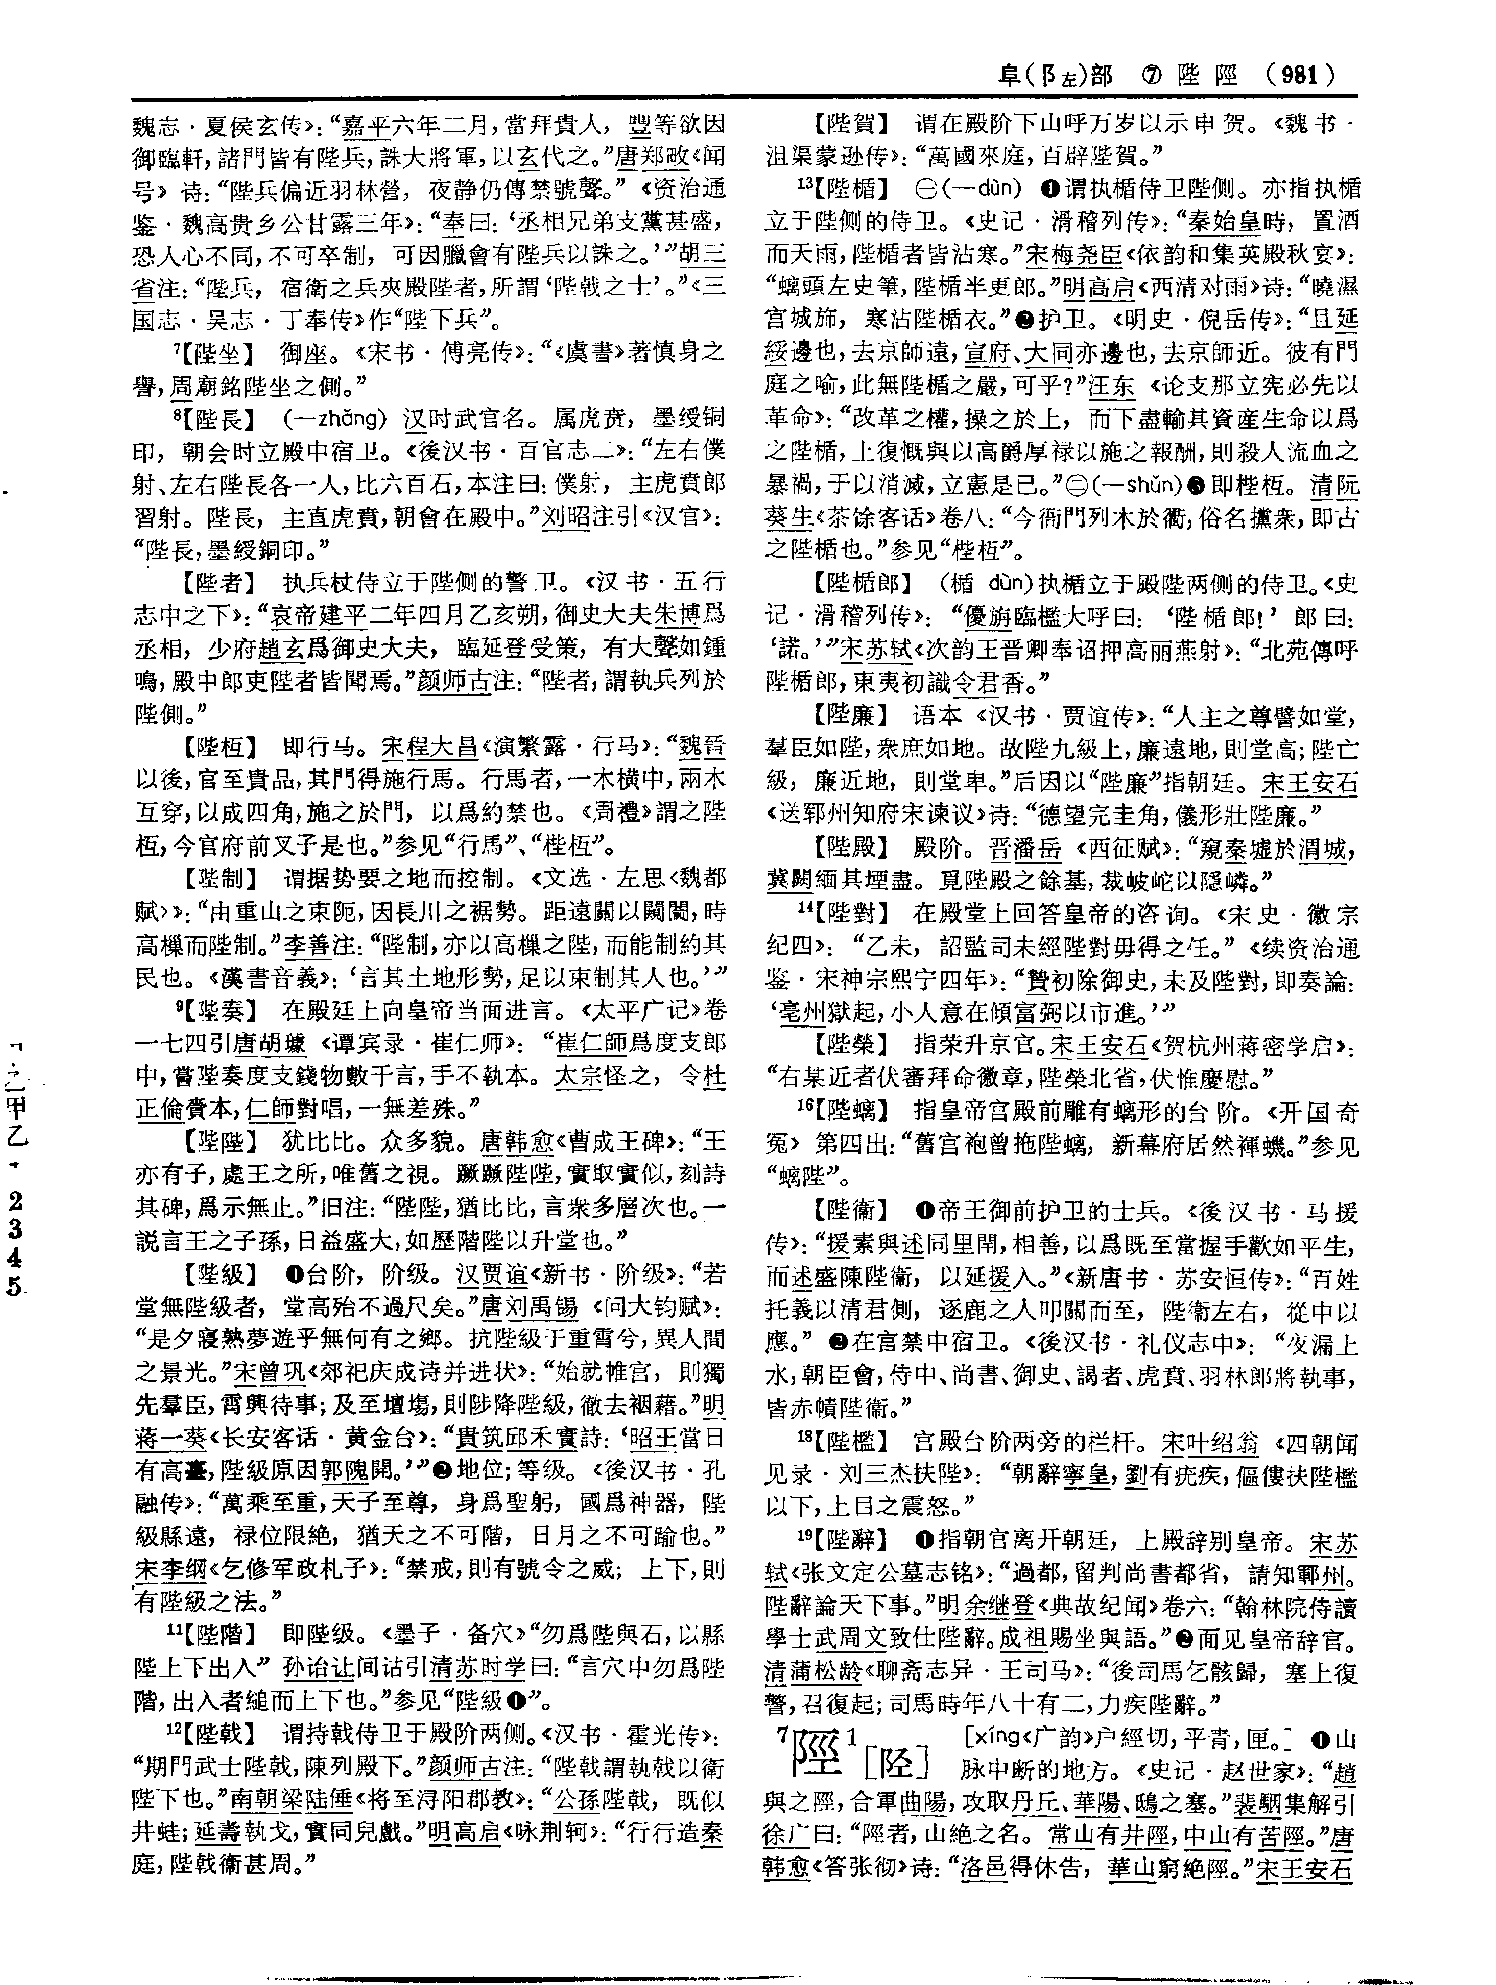 阜(阝左)部　⑦ 陛 陘　(981)
魏志·夏侯玄传》：“嘉平六年二月，當拜貴人，豐等欲因
御臨軒，諸門皆有陛兵，誅大將軍，以玄代之。”唐郑畋《闻
号》诗：“陛兵偏近羽林營，夜静仍傳禁號聲。”《资治通
鉴·魏高贵乡公甘露三年》：“奉曰：‘丞相兄弟支黨甚盛，
恐人心不同，不可卒制，可因臘會有陛兵以誅之。’”胡三
省注：“陛兵，宿衛之兵夾殿陛者，所謂‘陛戟之士’。”《三
国志·吴志·丁奉传》作“陛下兵”。
⁷【陛坐】　御座。《宋书·傅亮传》：“《虞書》著慎身之
譽，周廟銘陛坐之側。”
⁸【陛長】　(—zhǎng) 汉时武官名。属虎贲，墨绶铜
印，朝会时立殿中宿卫。《後汉书·百官志二》：“左右僕
射、左右陛長各一人，比六百石，本注曰：僕射，主虎賁郎
習射。陛長，主直虎賁，朝會在殿中。”刘昭注引《汉官》：
“陛長，墨綬銅印。”
【陛者】　执兵杖侍立于陛侧的警卫。《汉书·五行
志中之下》：“哀帝建平二年四月乙亥朔，御史大夫朱博爲
丞相，少府趙玄爲御史大夫，臨延登受策，有大聲如鍾
鳴，殿中郎吏陛者皆聞焉。”颜师古注：“陛者，謂執兵列於
陛側。”
【陛枑】　即行马。宋程大昌《演繁露·行马》：“魏晋
以後，官至貴品，其門得施行馬。行馬者，一木横中，兩木
互穿，以成四角，施之於門，以爲約禁也。《周禮》謂之陛
枑，今官府前叉子是也。”参见“行馬”、“梐枑”。
【陛制】　谓据势要之地而控制。《文选·左思〈魏都
赋〉》：“由重山之束阨，因長川之裾勢。距遠關以闚䦱，時
高樔而陛制。”李善注：“陛制，亦以高樔之陛，而能制約其
民也。《漢書音義》：‘言其土地形勢，足以束制其人也。’”
⁹【陛奏】　在殿廷上向皇帝当面进言。《太平广记》卷
一七四引唐胡璩《谭宾录·崔仁师》：“崔仁師爲度支郎
中，嘗陛奏度支錢物數千言，手不執本。太宗怪之，令杜
正倫賫本，仁師對唱，一無差殊。”
【陛陛】　犹比比。众多貌。唐韩愈《曹成王碑》：“王
亦有子，處王之所，唯舊之視。蹶蹶陛陛，實取實似，刻詩
其碑，爲示無止。”旧注：“陛陛，猶比比，言衆多層次也。一
説言王之子孫，日益盛大，如歷階陛以升堂也。”
【陛級】　❶台阶，阶级。汉贾谊《新书·阶级》：“若
堂無陛級者，堂高殆不過尺矣。”唐刘禹锡《问大钧赋》：
“是夕寢熟夢遊乎無何有之鄉。抗陛級于重霄兮，異人間
之景光。”宋曾巩《郊祀庆成诗并进状》：“始就帷宫，則獨
先羣臣，霄興待事；及至壇塲，則陟降陛級，徹去裀藉。”明
蒋一葵《长安客话·黄金台》：“貴筑邱禾實詩：‘昭王當日
有高臺，陛級原因郭隗開。’”❷地位；等级。《後汉书·孔
融传》：“萬乘至重，天子至尊，身爲聖躬，國爲神器，陛
級縣遠，禄位限絶，猶天之不可階，日月之不可踰也。”
宋李纲《乞修军政札子》：“禁戒，則有號令之威；上下，則
有陛級之法。”
¹¹【陛階】　即陛级。《墨子·备穴》“勿爲陛與石，以縣
陛上下出入” 孙诒让间诂引清苏时学曰：“言穴中勿爲陛
階，出入者縋而上下也。”参见“陛級❶”。
¹²【陛戟】　谓持戟侍卫于殿阶两侧。《汉书·霍光传》：
“期門武士陛戟，陳列殿下。”颜师古注：“陛戟謂執戟以衛
陛下也。”南朝梁陆倕《将至浔阳郡教》：“公孫陛戟，既似
井蛙；延壽執戈，實同兒戲。”明高启《咏荆轲》：“行行造秦
庭，陛戟衛甚周。”
【陛賀】　谓在殿阶下山呼万岁以示申贺。《魏书·
沮渠蒙逊传》：“萬國來庭，百辟陛賀。”
¹³【陛楯】　㊀(—dùn) ❶谓执楯侍卫陛侧。亦指执楯
立于陛侧的侍卫。《史记·滑稽列传》：“秦始皇時，置酒
而天雨，陛楯者皆沾寒。”宋梅尧臣《依韵和集英殿秋宴》：
“螭頭左史筆，陛楯半更郎。”明高启《西清对雨》诗：“曉濕
宫城斾，寒沾陛楯衣。”❷护卫。《明史·倪岳传》：“且延
綏邊也，去京師遠，宣府、大同亦邊也，去京師近。彼有門
庭之喻，此無陛楯之嚴，可乎？”汪东《论支那立宪必先以
革命》：“改革之權，操之於上，而下盡輸其資産生命以爲
之陛楯，上復慨與以高爵厚禄以施之報酬，則殺人流血之
暴禍，于以消滅，立憲是已。”㊁(—shǔn)❸即梐枑。清阮
葵生《茶馀客话》卷八：“今衙門列木於衢，俗名攩衆，即古
之陛楯也。”参见“梐枑”。
【陛楯郎】　(楯 dùn)执楯立于殿陛两侧的侍卫。《史
记·滑稽列传》：“優旃臨檻大呼曰：‘陛楯郎！’郎曰：
‘諾。’”宋苏轼《次韵王晋卿奉诏押高丽燕射》：“北苑傳呼
陛楯郎，東夷初識令君香。”
【陛廉】　语本《汉书·贾谊传》：“人主之尊譬如堂，
羣臣如陛，衆庶如地。故陛九級上，廉遠地，則堂高；陛亡
級，廉近地，則堂卑。”后因以“陛廉”指朝廷。宋王安石
《送郓州知府宋谏议》诗：“德望完圭角，儀形壯陛廉。”
【陛殿】　殿阶。晋潘岳《西征赋》：“窺秦墟於渭城，
冀闕緬其堙盡。覓陛殿之餘基，裁岥岮以隱嶙。”
¹⁴【陛對】　在殿堂上回答皇帝的咨询。《宋史·徽宗
纪四》：“乙未，詔監司未經陛對毋得之任。”《续资治通
鉴·宋神宗熙宁四年》：“贄初除御史，未及陛對，即奏論：
‘亳州獄起，小人意在傾富弼以市進。’”
【陛榮】　指荣升京官。宋王安石《贺杭州蒋密学启》：
“右某近者伏審拜命徽章，陛榮北省，伏惟慶慰。”
¹⁶【陛螭】　指皇帝宫殿前雕有螭形的台阶。《开国奇
冤》第四出：“舊宫袍曾拖陛螭，新幕府居然禪蟣。”参见
“螭陛”。
【陛衛】　❶帝王御前护卫的士兵。《後汉书·马援
传》：“援素與述同里閈，相善，以爲既至當握手歡如平生，
而述盛陳陛衛，以延援入。”《新唐书·苏安恒传》：“百姓
托義以清君側，逐鹿之人叩關而至，陛衛左右，從中以
應。”❷在宫禁中宿卫。《後汉书·礼仪志中》：“夜漏上
水，朝臣會，侍中、尚書、御史、謁者、虎賁、羽林郎將執事，
皆赤幘陛衛。”
¹⁸【陛檻】　宫殿台阶两旁的栏杆。宋叶绍翁《四朝闻
见录·刘三杰扶陛》：“朝辭寧皇，劉有疣疾，傴僂扶陛檻
以下，上目之震怒。”
¹⁹【陛辭】　❶指朝官离开朝廷，上殿辞别皇帝。宋苏
轼《张文定公墓志铭》：“過都，留判尚書都省，請知鄆州。
陛辭論天下事。”明余继登《典故纪闻》卷六：“翰林院侍讀
學士武周文致仕陛辭。成祖賜坐與語。”❷面见皇帝辞官。
清蒲松龄《聊斋志异·王司马》：“後司馬乞骸歸，塞上復
警，召復起；司馬時年八十有二，力疾陛辭。”
⁷陘¹[陉]　[xíng《广韵》户經切，平青，匣。]　❶山
脉中断的地方。《史记·赵世家》：“趙
與之陘，合軍曲陽，攻取丹丘、華陽、鴟之塞。”裴駰集解引
徐广曰：“陘者，山絶之名。常山有井陘，中山有苦陘。”唐
韩愈《答张彻》诗：“洛邑得休告，華山窮絶陘。”宋王安石
甲乙
2345